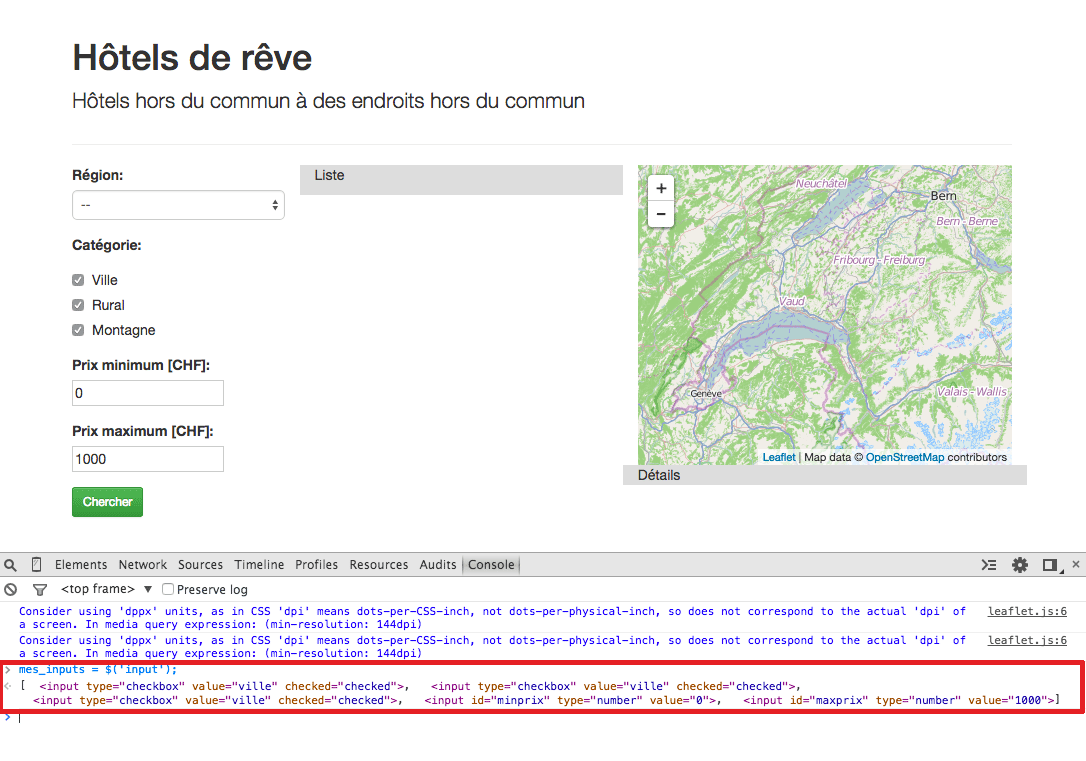 Hôtels de rêve
Hôtels hors du commun à des endroits hors du commun
Région:
--
Catégorie:
Ville
Rural
Montagne
Prix minimum [CHF]:
0
Prix maximum [CHF]:
1000
Chercher
Liste
+
−
Neuchâtel
Bern
Bern - Berne
Fribourg - Freiburg
Vaud
Genève
Valais - Wallis
Leaflet | Map data © OpenStreetMap contributors
Détails
Elements Network Sources Timeline Profiles Resources Audits Console
<top frame> ▼ Preserve log
Consider using 'dppx' units, as in CSS 'dpi' means dots-per-CSS-inch, not dots-per-physical-inch, so does not correspond to the actual 'dpi' of leaflet.js:6
a screen. In media query expression: (min-resolution: 144dpi)
Consider using 'dppx' units, as in CSS 'dpi' means dots-per-CSS-inch, not dots-per-physical-inch, so does not correspond to the actual 'dpi' of leaflet.js:6
a screen. In media query expression: (min-resolution: 144dpi)
> mes_inputs = $('input');
[ <input type="checkbox" value="ville" checked="checked">, <input type="checkbox" value="ville" checked="checked">,
<input type="checkbox" value="ville" checked="checked">, <input id="minprix" type="number" value="0">, <input id="maxprix" type="number" value="1000">]
>